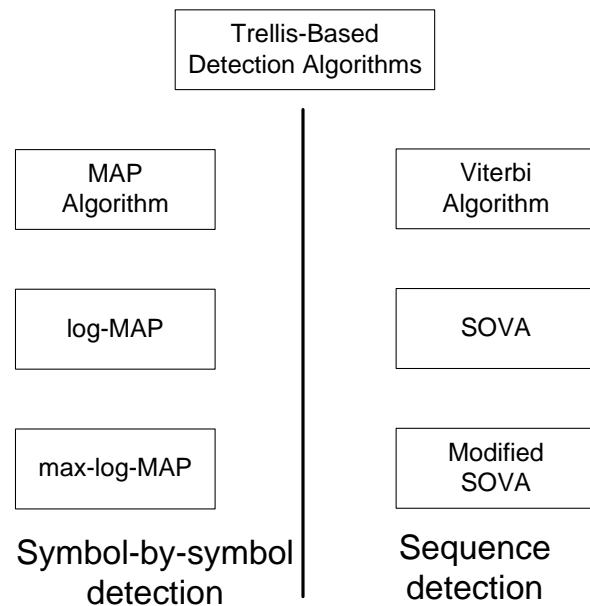 Trellis-Based
Detection Algorithms
MAP
Algorithm
Viterbi
Algorithm
log-MAP
SOVA
max-log-MAP
Modified
SOVA
Symbol-by-symbol
detection
Sequence
detection